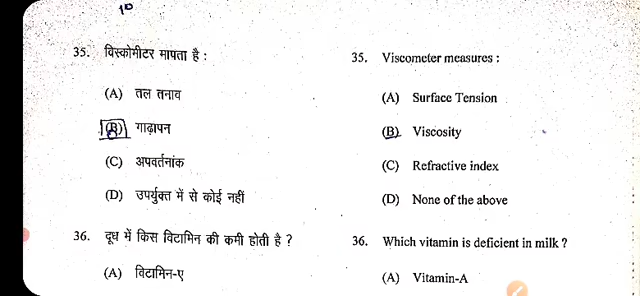 10
35. विस्कोमीटर मापता है :
(A) तल तनाव
(B) गाढ़ापन
(C) अपवर्तनांक
(D) उपर्युक्त में से कोई नहीं
36. दूध में किस विटामिन की कमी होती है ?
(A) विटामिन-ए
35. Viscometer measures :
(A) Surface Tension
(B) Viscosity
(C) Refractive index
(D) None of the above
36. Which vitamin is deficient in milk ?
(A) Vitamin-A